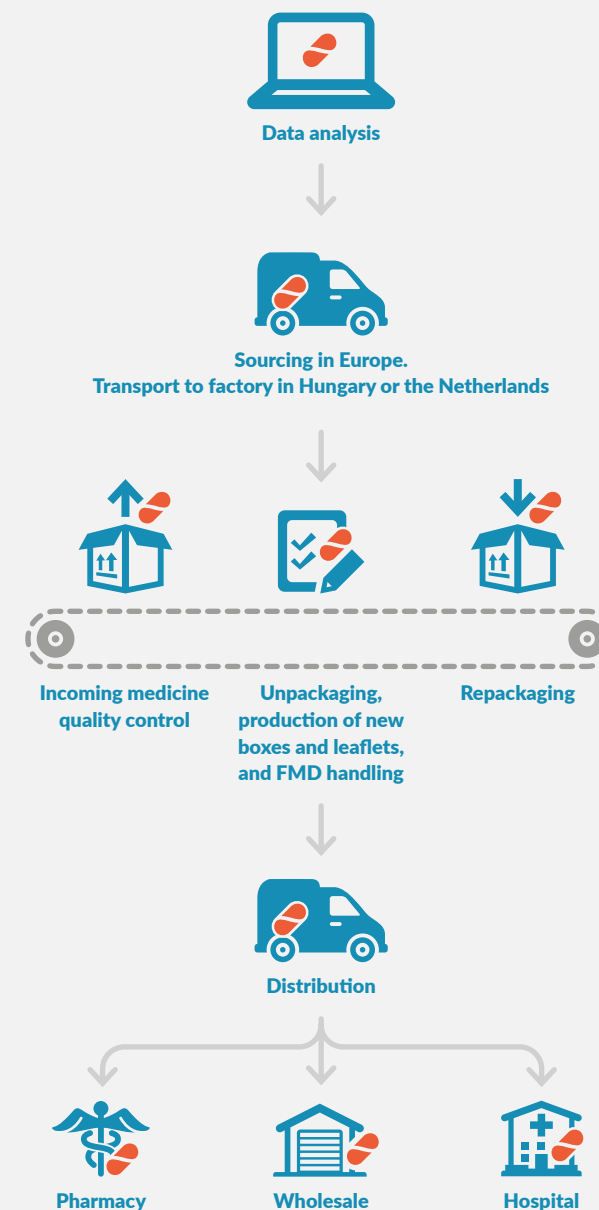 Data analysis
Sourcing in Europe.
Transport to factory in Hungary or the Netherlands
Incoming medicine
quality control
Unpackaging,
production of new
boxes and leaflets,
and FMD handling
Repackaging
Distribution
Pharmacy
Wholesale
Hospital